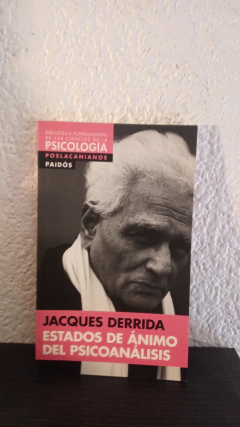 BIBLIOTECA FUNDAMENTAL
DE LAS CIENCIAS DE LA
PSICOLOGÍA
POSLACANIANOS
PAIDÓS
JACQUES DERRIDA
ESTADOS DE ÁNIMO
DEL PSICOANÁLISIS